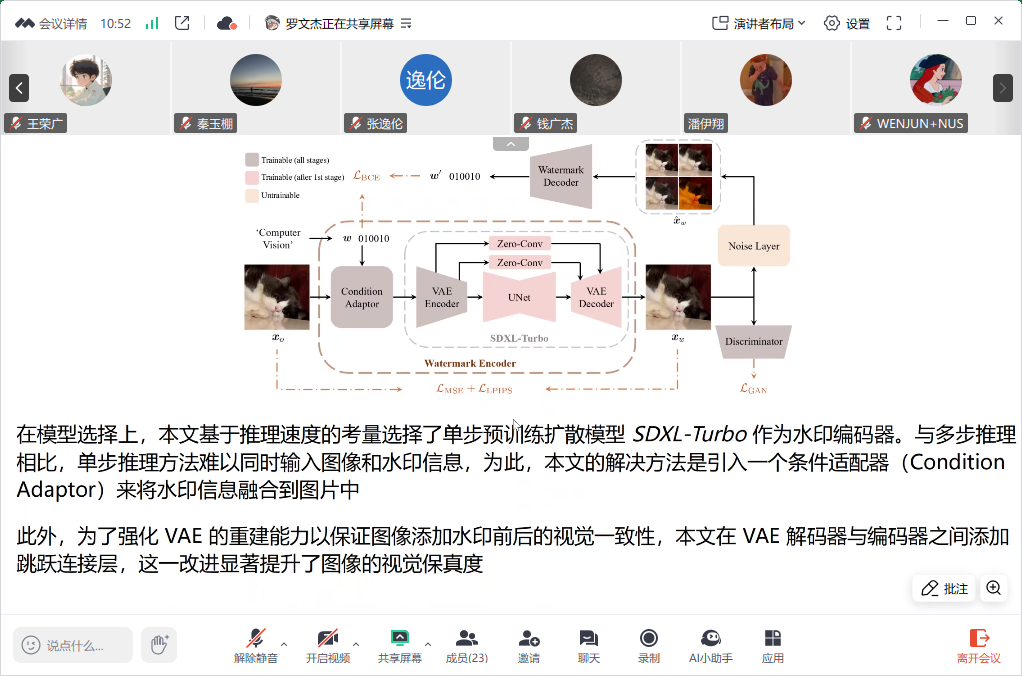 会议详情 10:52 罗文杰正在共享屏幕 演讲者布局 设置
逸伦
王荣广 秦玉棚 张逸伦 钱广杰 潘伊翔 WENJUN+NUS
Trainable (all stages)
Trainable (after 1st stage)
Untrainable
ℒBCE w′ 010010
Watermark
Decoder
x̂w
'Computer
Vision'
w 010010
Condition
Adaptor
Zero-Conv
Zero-Conv
VAE
Encoder
UNet
VAE
Decoder
SDXL-Turbo
Watermark Encoder
Noise Layer
Discriminator
xo
xw
ℒMSE + ℒLPIPS
ℒGAN
在模型选择上，本文基于推理速度的考量选择了单步预训练扩散模型 SDXL-Turbo 作为水印编码器。与多步推理
相比，单步推理方法难以同时输入图像和水印信息，为此，本文的解决方法是引入一个条件适配器（Condition
Adaptor）来将水印信息融合到图片中
此外，为了强化 VAE 的重建能力以保证图像添加水印前后的视觉一致性，本文在 VAE 解码器与编码器之间添加
跳跃连接层，这一改进显著提升了图像的视觉保真度
批注
说点什么...
解除静音 开启视频 共享屏幕 成员(23) 邀请 聊天 录制 AI小助手 应用 离开会议